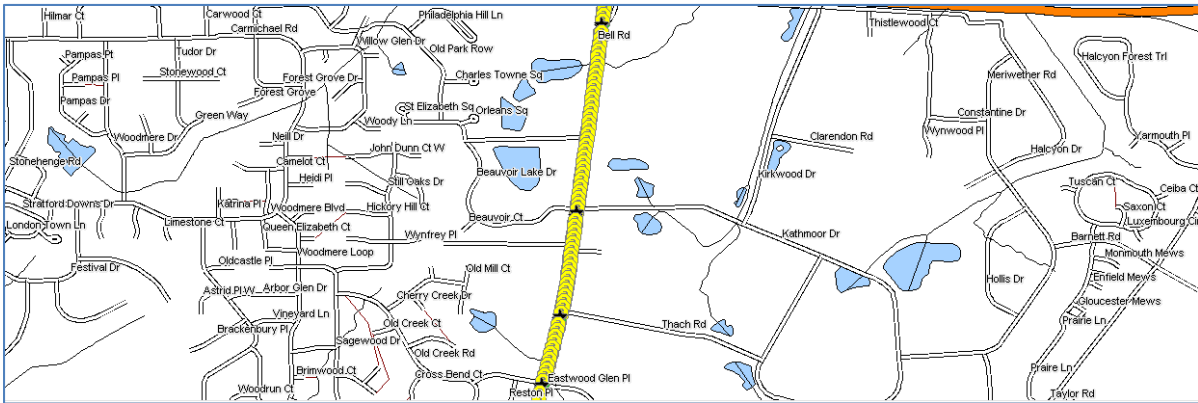 Hilmar Ct
Carwood Ct
Philadelphia Hill Ln
Thistlewood Ct
Carmichael Rd
Bell Rd
Willow Glen Dr
Old Park Row
Tudor Dr
Pampas Pt
Halcyon Forest Trl
Stonewood Ct
Charles Towne Sq
Meriwether Rd
Pampas Pl
Forest Grove Dr
Forest Grove
Pampas Dr
St Elizabeth Sq
Orleans Sq
Constantine Dr
Green Way
Woody Ln
Wynwood Pl
Woodmere Dr
Neill Dr
Clarendon Rd
Yarmouth Pl
John Dunn Ct W
Halcyon Dr
Stonehenge Rd
Camelot Ct
Beauvoir Lake Dr
Kirkwood Dr
Heidi Pl
Still Oaks Dr
Tuscan Ct
Ceiba Ct
Stratford Downs Dr
Katrina Pl
Woodmere Blvd
Hickory Hill Ct
Saxon Ct
Limestone Ct
Beauvoir Ct
Luxembourg Cir
London Town Ln
Queen Elizabeth Ct
Wynfrey Pl
Kathmoor Dr
Barnett Rd
Woodmere Loop
Monmouth Mews
Festival Dr
Oldcastle Pl
Old Mill Ct
Hollis Dr
Enfield Mews
Astrid Pl W
Arbor Glen Dr
Cherry Creek Dr
Gloucester Mews
Vineyard Ln
Prairie Ln
Brackenbury Pl
Old Creek Ct
Thach Rd
Sagewood Dr
Old Creek Rd
Brimwood Ct
Cross Bend Ct
Eastwood Glen Pl
Praire Ln
Woodrun Ct
Reston Pl
Taylor Rd